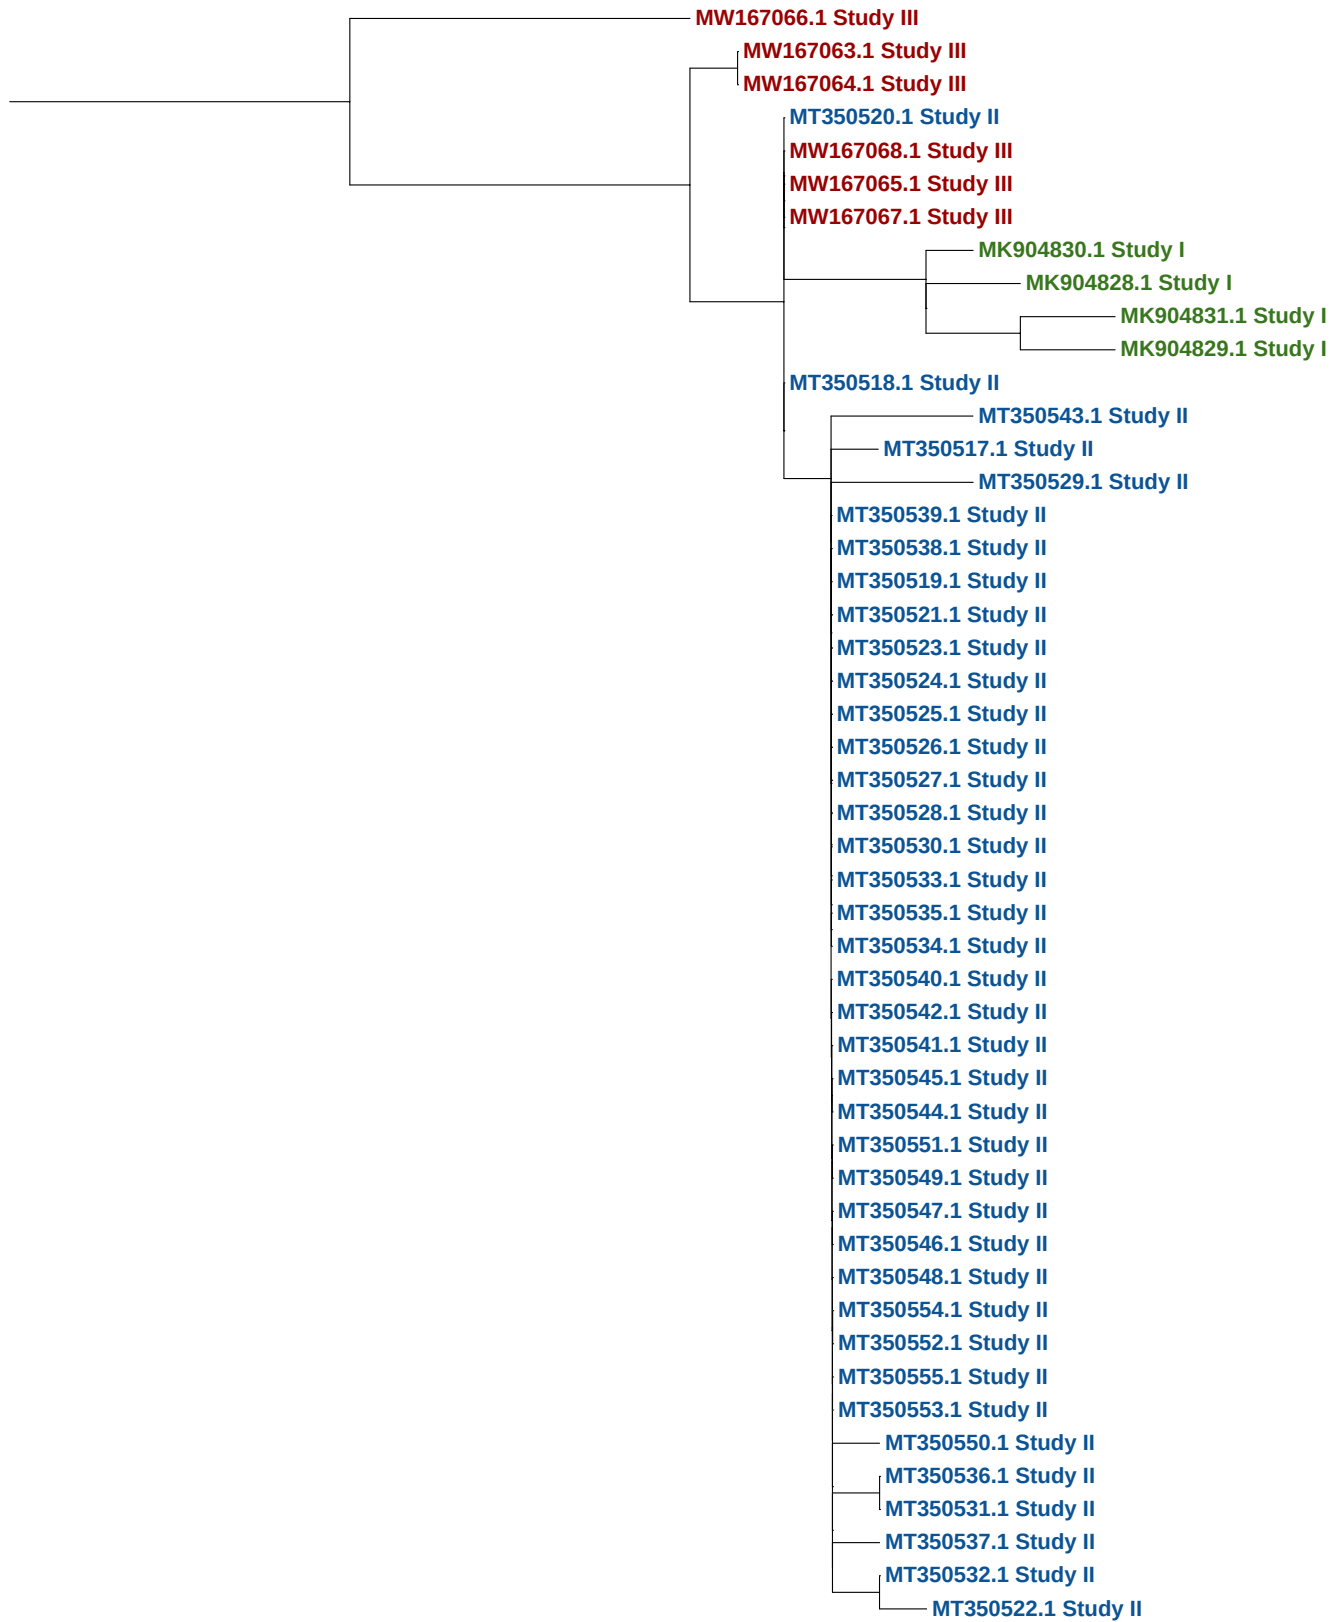 MW167066.1 Study III
MW167063.1 Study III
MW167064.1 Study III
MT350520.1 Study II
MW167068.1 Study III
MW167065.1 Study III
MW167067.1 Study III
MK904830.1 Study I
MK904828.1 Study I
MK904831.1 Study I
MK904829.1 Study I
MT350518.1 Study II
MT350543.1 Study II
MT350517.1 Study II
MT350529.1 Study II
MT350539.1 Study II
MT350538.1 Study II
MT350519.1 Study II
MT350521.1 Study II
MT350523.1 Study II
MT350524.1 Study II
MT350525.1 Study II
MT350526.1 Study II
MT350527.1 Study II
MT350528.1 Study II
MT350530.1 Study II
MT350533.1 Study II
MT350535.1 Study II
MT350534.1 Study II
MT350540.1 Study II
MT350542.1 Study II
MT350541.1 Study II
MT350545.1 Study II
MT350544.1 Study II
MT350551.1 Study II
MT350549.1 Study II
MT350547.1 Study II
MT350546.1 Study II
MT350548.1 Study II
MT350554.1 Study II
MT350552.1 Study II
MT350555.1 Study II
MT350553.1 Study II
MT350550.1 Study II
MT350536.1 Study II
MT350531.1 Study II
MT350537.1 Study II
MT350532.1 Study II
MT350522.1 Study II